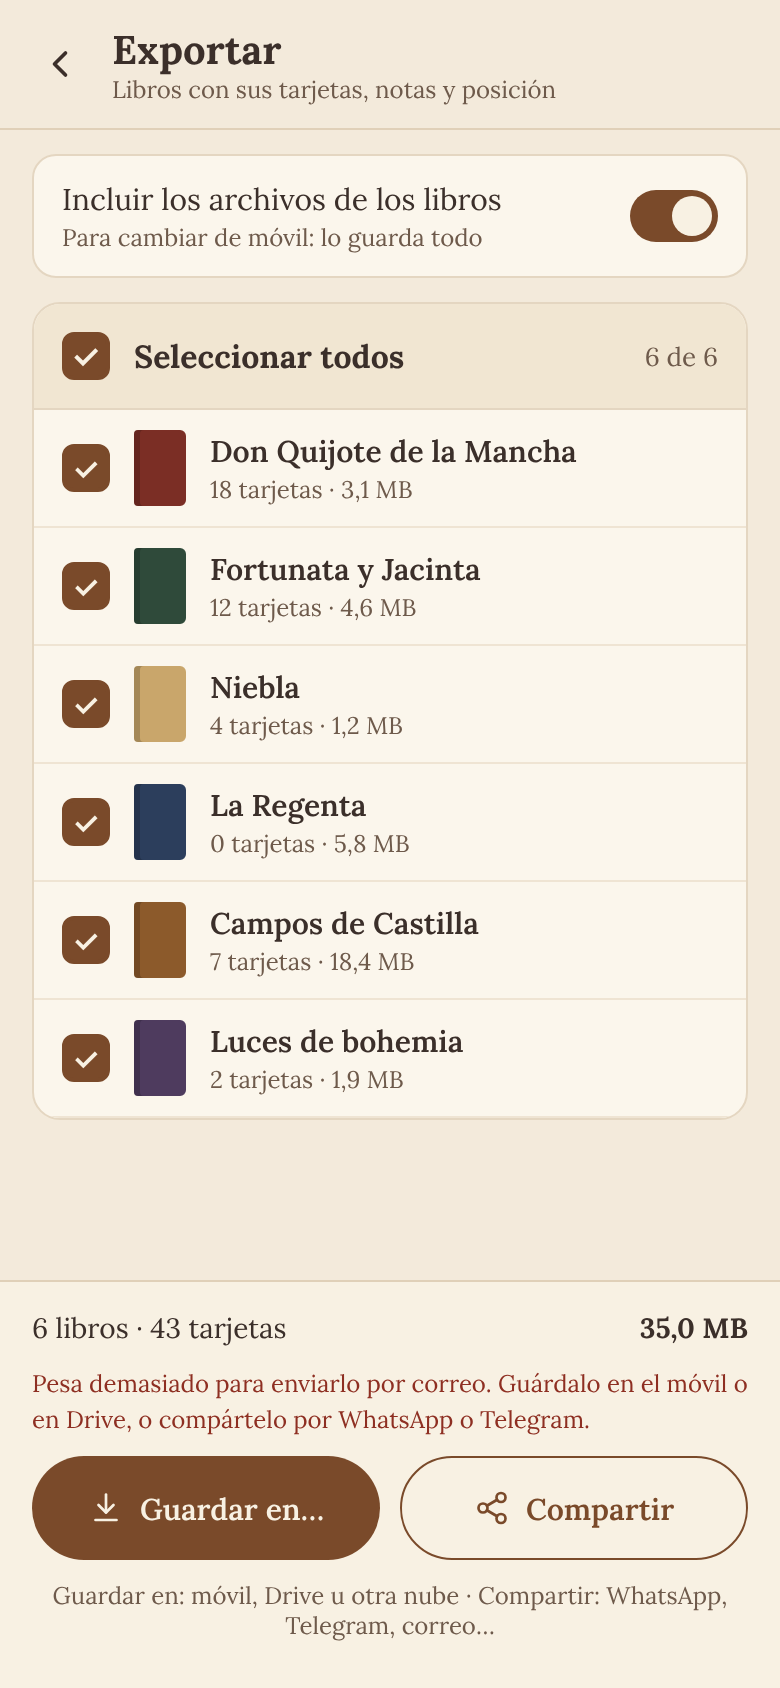 Exportar
Libros con sus tarjetas, notas y posición
Incluir los archivos de los libros
Para cambiar de móvil: lo guarda todo
Seleccionar todos 6 de 6
Don Quijote de la Mancha
18 tarjetas · 3,1 MB
Fortunata y Jacinta
12 tarjetas · 4,6 MB
Niebla
4 tarjetas · 1,2 MB
La Regenta
0 tarjetas · 5,8 MB
Campos de Castilla
7 tarjetas · 18,4 MB
Luces de bohemia
2 tarjetas · 1,9 MB
6 libros · 43 tarjetas 35,0 MB
Pesa demasiado para enviarlo por correo. Guárdalo en el móvil o
en Drive, o compártelo por WhatsApp o Telegram.
Guardar en... Compartir
Guardar en: móvil, Drive u otra nube · Compartir: WhatsApp,
Telegram, correo...